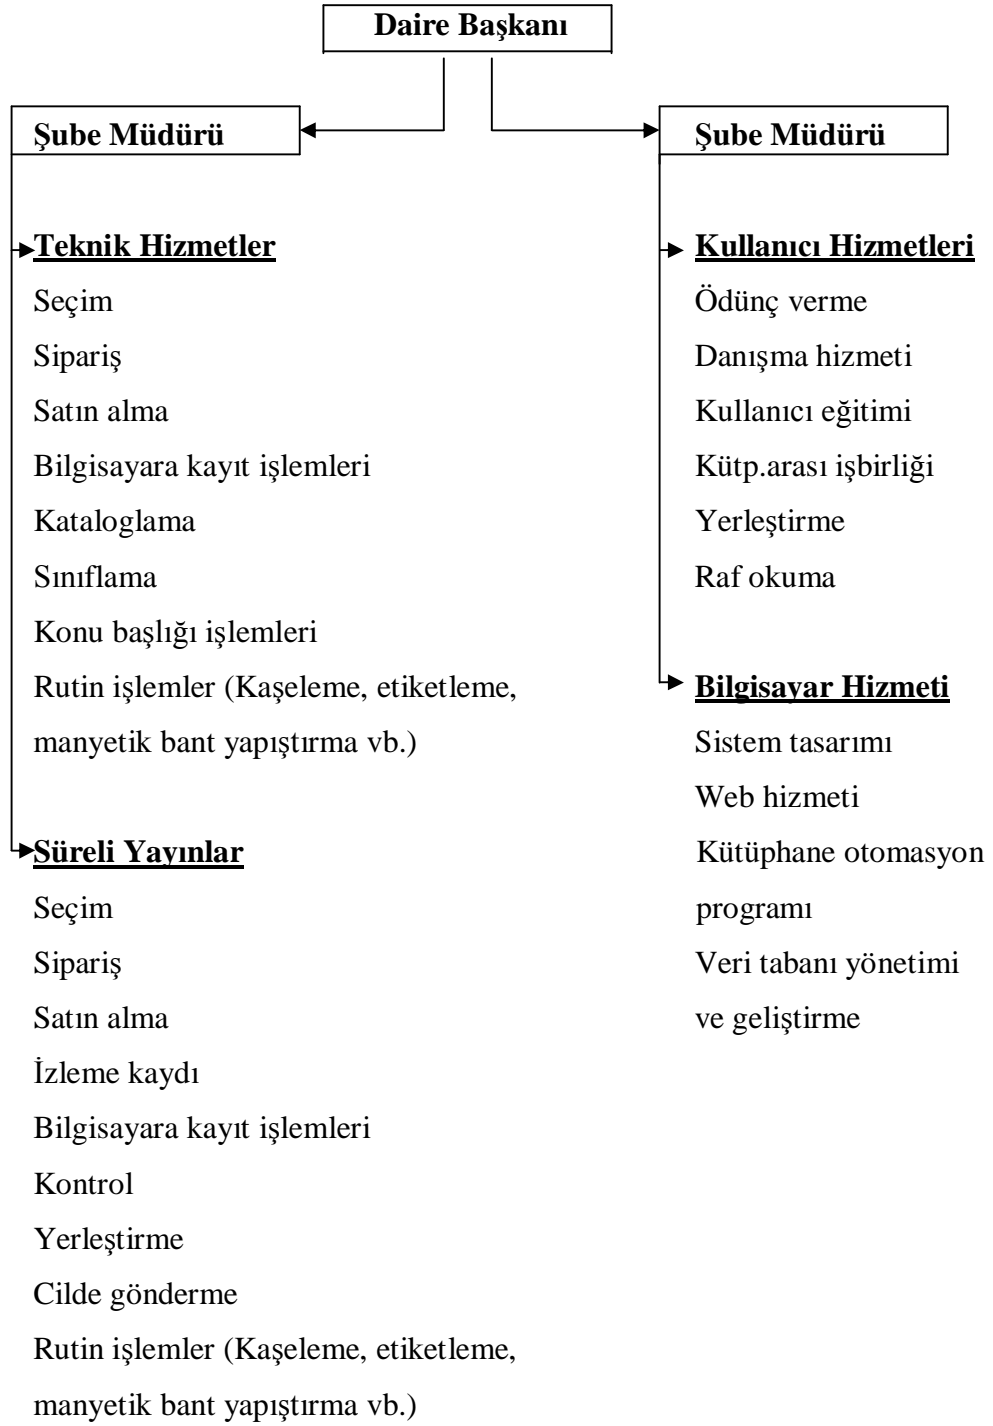 Daire Başkanı
Şube Müdürü
Teknik Hizmetler
Seçim
Sipariş
Satın alma
Bilgisayara kayıt işlemleri
Kataloglama
Sınıflama
Konu başlığı işlemleri
Rutin işlemler (Kaşeleme, etiketleme,
manyetik bant yapıştırma vb.)
Süreli Yayınlar
Seçim
Sipariş
Satın alma
İzleme kaydı
Bilgisayara kayıt işlemleri
Kontrol
Yerleştirme
Cilde gönderme
Rutin işlemler (Kaşeleme, etiketleme,
manyetik bant yapıştırma vb.)
Şube Müdürü
Kullanıcı Hizmetleri
Ödünç verme
Danışma hizmeti
Kullanıcı eğitimi
Kütp.arası işbirliği
Yerleştirme
Raf okuma
Bilgisayar Hizmeti
Sistem tasarımı
Web hizmeti
Kütüphane otomasyon
programı
Veri tabanı yönetimi
ve geliştirme